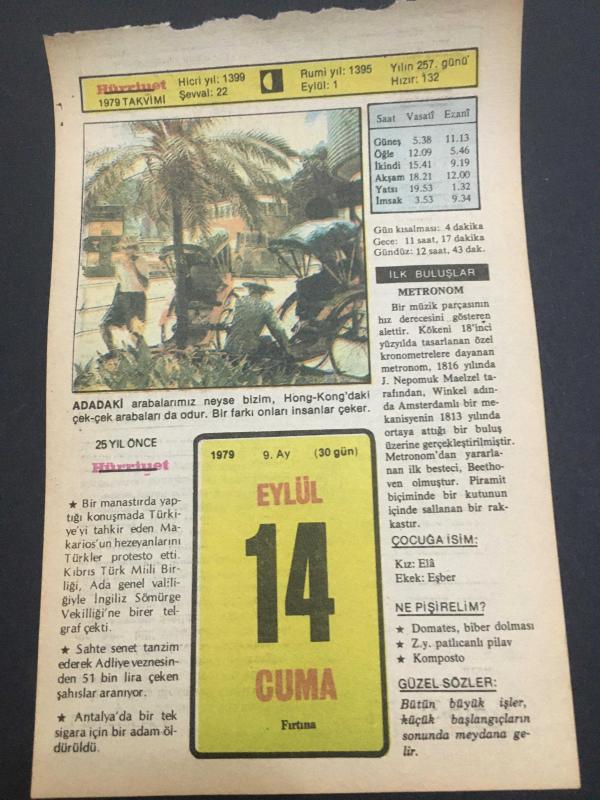 Hürriyet
1979 TAKVİMİ
Hicri yıl: 1399
Şevval: 22
Rumi yıl: 1395
Eylül: 1
Yılın 257. günü
Hızır: 132
Saat Vasatî Ezanî
Güneş 5.38 11.13
Öğle 12.09 5.46
İkindi 15.41 9.19
Akşam 18.21 12.00
Yatsı 19.53 1.32
İmsak 3.53 9.34
Gün kısalması: 4 dakika
Gece: 11 saat, 17 dakika
Gündüz: 12 saat, 43 dak.
İLK BULUŞLAR
METRONOM
Bir müzik parçasının
hız derecesini gösteren
alettir. Kökeni 18'inci
yüzyılda tasarlanan özel
kronometrelere dayanan
metronom, 1816 yılında
J. Nepomuk Maelzel ta-
rafından, Winkel adın-
da Amsterdamlı bir me-
kanisyenin 1813 yılında
ortaya attığı bir buluş
üzerine gerçekleştirilmiştir.
Metronom'dan yararla-
nan ilk besteci, Beetho-
ven olmuştur. Piramit
biçiminde bir kutunun
içinde sallanan bir rak-
kastır.
ÇOCUĞA İSİM:
Kız: Elâ
Ekek: Eşber
NE PİŞİRELİM?
★ Domates, biber dolması
★ Z.y. patlıcanlı pilav
★ Komposto
GÜZEL SÖZLER:
Bütün büyük işler,
küçük başlangıçların
sonunda meydana ge-
lir.
ADADAKİ arabalarımız neyse bizim, Hong-Kong'daki
çek-çek arabaları da odur. Bir farkı onları insanlar çeker.
25 YIL ÖNCE
Hürriyet
★ Bir manastırda yap-
tığı konuşmada Türki-
ye'yi tahkir eden Ma-
karios'un hezeyanlarını
Türkler protesto etti.
Kıbrıs Türk Milli Bir-
liği, Ada genel valili-
ğiyle İngiliz Sömürge
Vekilliği'ne birer tel-
graf çekti.
★ Sahte senet tanzim
ederek Adliye veznesin-
den 51 bin lira çeken
şahıslar aranıyor.
★ Antalya'da bir tek
sigara için bir adam öl-
dürüldü.
1979 9. Ay (30 gün)
EYLÜL
14
CUMA
Fırtına